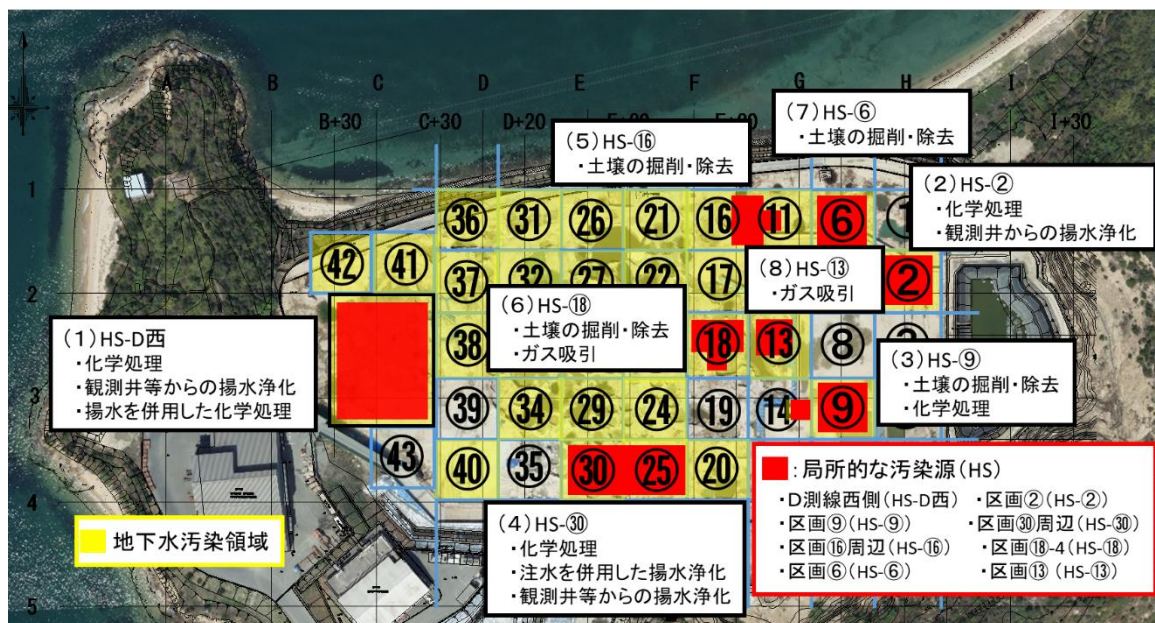 A B C D E F G H I
B+30 C+30 D+20 I+30
(7)HS-⑥
・土壌の掘削・除去
(5)HS-⑯
・土壌の掘削・除去
(2)HS-②
・化学処理
・観測井からの揚水浄化
1
㊱ ㉛ ㉖ ㉑ ⑯ ⑪ ⑥
㊷ ㊶ ㊲ ㉜ ㉗ ㉒ ⑰ ②
(8)HS-⑬
・ガス吸引
2
(6)HS-⑱
・土壌の掘削・除去
・ガス吸引
(1)HS-D西
・化学処理
・観測井等からの揚水浄化
・揚水を併用した化学処理
㊳ ⑱ ⑬ ⑧
(3)HS-⑨
・土壌の掘削・除去
・化学処理
3
㊴ ㉞ ㉙ ㉔ ⑲ ⑭ ⑨
㊸ ㊵ ㉟ ㉚ ㉕ ⑳
4
:局所的な汚染源(HS)
・D測線西側(HS-D西) ・区画②(HS-②)
・区画⑨(HS-⑨) ・区画㉚周辺(HS-㉚)
・区画⑯周辺(HS-⑯) ・区画⑱-4(HS-⑱)
・区画⑥(HS-⑥) ・区画⑬(HS-⑬)
地下水汚染領域
(4)HS-㉚
・化学処理
・注水を併用した揚水浄化
・観測井等からの揚水浄化
5